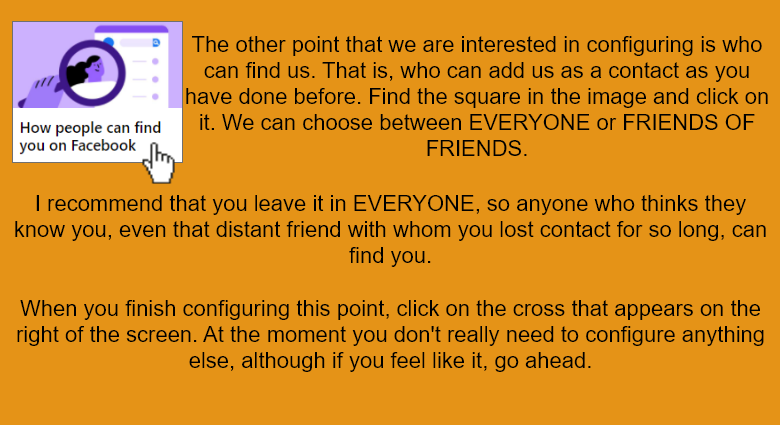 How people can find
you on Facebook
The other point that we are interested in configuring is who
can find us. That is, who can add us as a contact as you
have done before. Find the square in the image and click on
it. We can choose between EVERYONE or FRIENDS OF
FRIENDS.
I recommend that you leave it in EVERYONE, so anyone who thinks they
know you, even that distant friend with whom you lost contact for so long, can
find you.
When you finish configuring this point, click on the cross that appears on the
right of the screen. At the moment you don't really need to configure anything
else, although if you feel like it, go ahead.